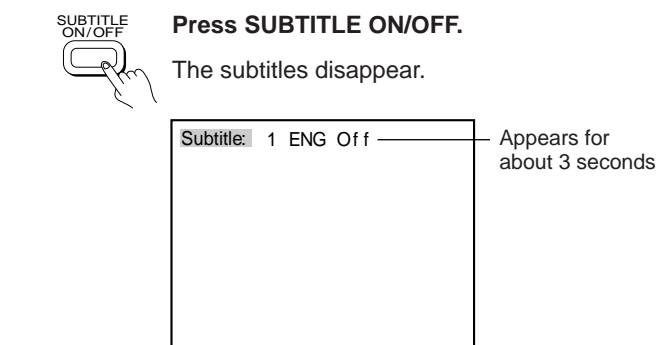 SUBTITLE
ON/OFF
Press SUBTITLE ON/OFF.
The subtitles disappear.
Subtitle: 1 ENG Off
Appears for
about 3 seconds